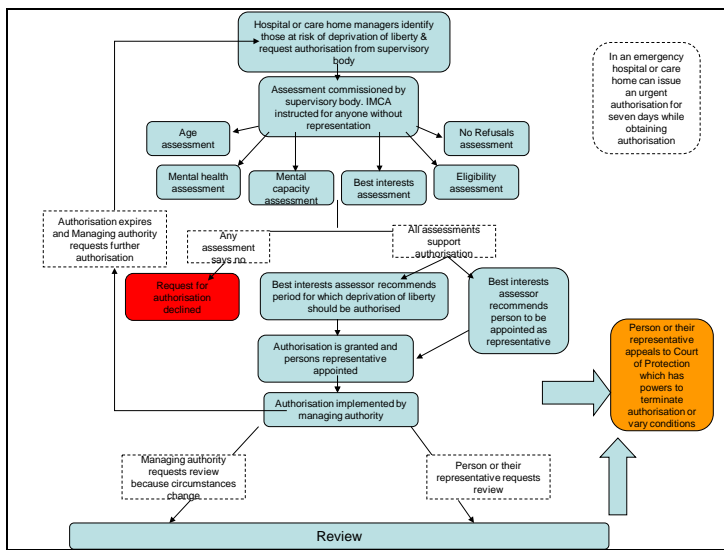 Hospital or care home managers identify
those at risk of deprivation of liberty &
request authorisation from supervisory
body
In an emergency
hospital or care
home can issue
an urgent
authorisation for
seven days while
obtaining
authorisation
Assessment commissioned by
supervisory body. IMCA
instructed for anyone without
representation
Age
assessment
No Refusals
assessment
Mental health
assessment
Mental
capacity
assessment
Best interests
assessment
Eligibility
assessment
Authorisation expires
and Managing authority
requests further
authorisation
Any
assessment
says no
All assessments
support
authorisation
Request for
authorisation
declined
Best interests assessor recommends
period for which deprivation of liberty
should be authorised
Best interests
assessor
recommends
person to be
appointed as
representative
Authorisation is granted and
persons representative
appointed
Person or their
representative
appeals to Court
of Protection
which has
powers to
terminate
authorisation or
vary conditions
Authorisation implemented by
managing authority
Managing authority
requests review
because circumstances
change
Person or their
representative requests
review
Review